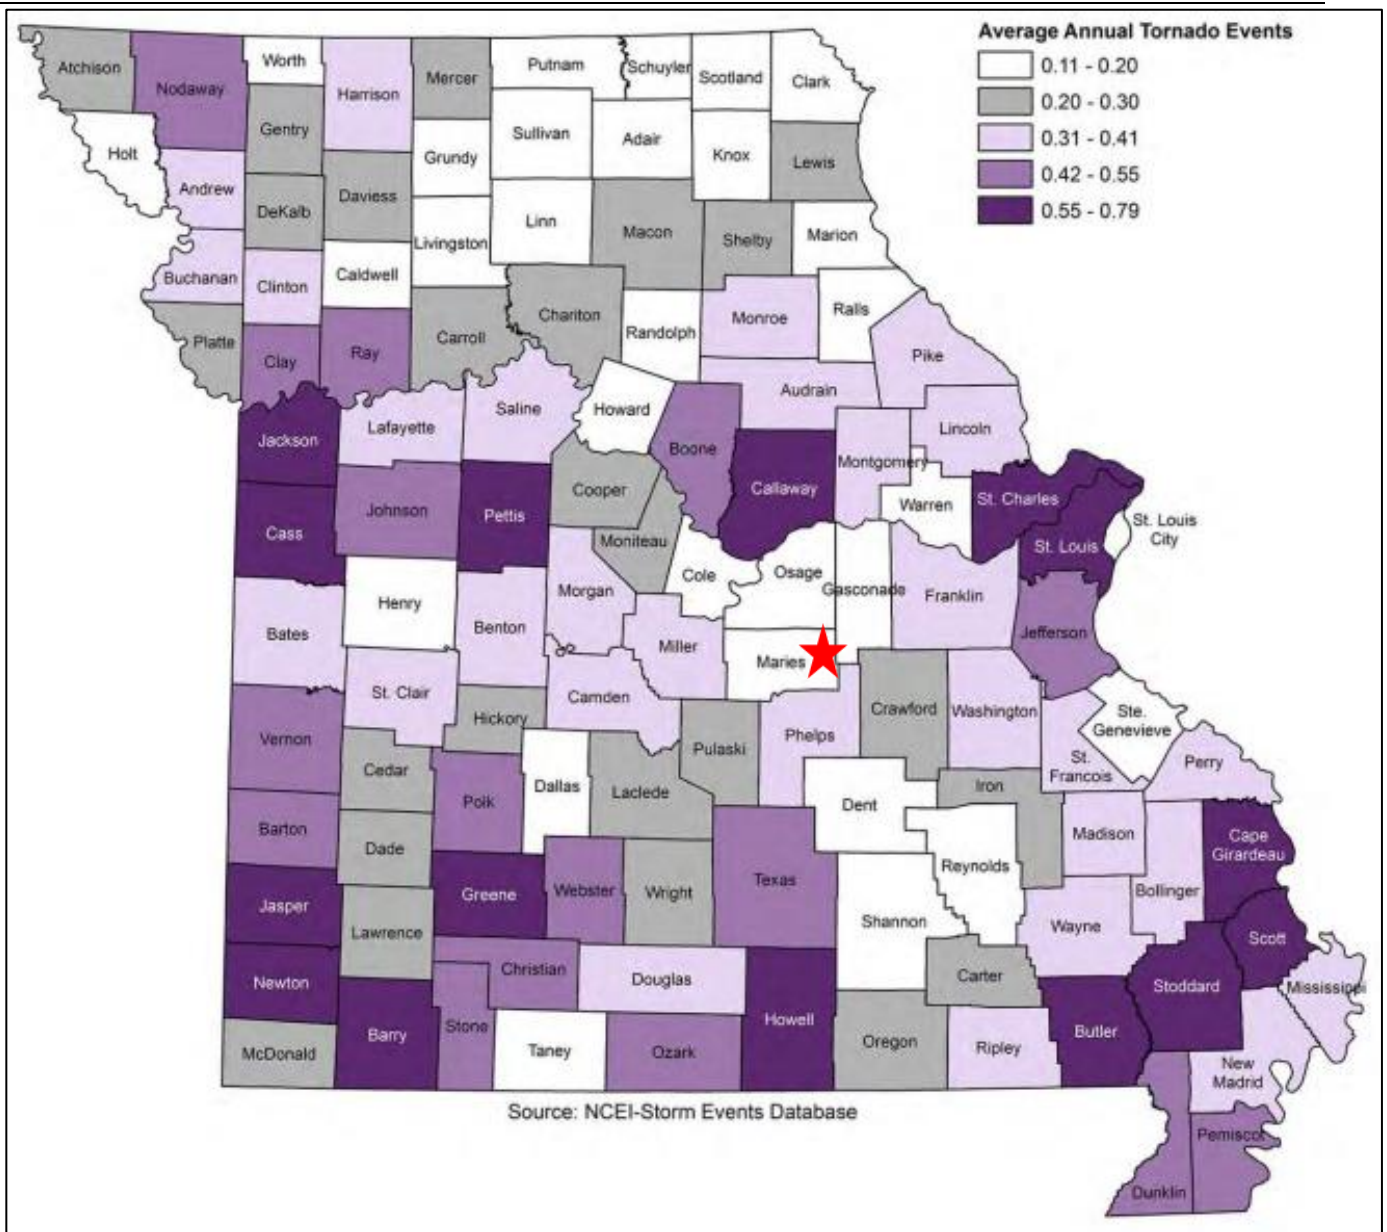 Average Annual Tornado Events
0.11 - 0.20
0.20 - 0.30
0.31 - 0.41
0.42 - 0.55
0.55 - 0.79
Atchison
Nodaway
Worth
Harrison
Mercer
Putnam
Schuyler
Scotland
Clark
Holt
Gentry
Grundy
Sullivan
Adair
Knox
Lewis
Andrew
DeKalb
Daviess
Livingston
Linn
Macon
Shelby
Marion
Buchanan
Clinton
Caldwell
Platte
Clay
Ray
Carroll
Chariton
Randolph
Monroe
Ralls
Pike
Audrain
Jackson
Lafayette
Saline
Howard
Boone
Callaway
Montgomery
Lincoln
Cass
Johnson
Pettis
Cooper
Moniteau
Warren
St. Charles
St. Louis
St. Louis
City
Cole
Osage
Gasconade
Franklin
Jefferson
Bates
Henry
Benton
Morgan
Miller
Maries
Vernon
St. Clair
Hickory
Camden
Pulaski
Phelps
Crawford
Washington
Ste.
Genevieve
St.
Francois
Perry
Cedar
Polk
Dallas
Laclede
Dent
Iron
Barton
Dade
Madison
Cape
Girardeau
Jasper
Greene
Webster
Wright
Texas
Reynolds
Bollinger
Lawrence
Shannon
Wayne
Scott
Newton
Christian
Douglas
Howell
Carter
Stoddard
Mississippi
McDonald
Barry
Stone
Taney
Ozark
Oregon
Ripley
Butler
New
Madrid
Pemiscot
Dunklin
Source: NCEI-Storm Events Database